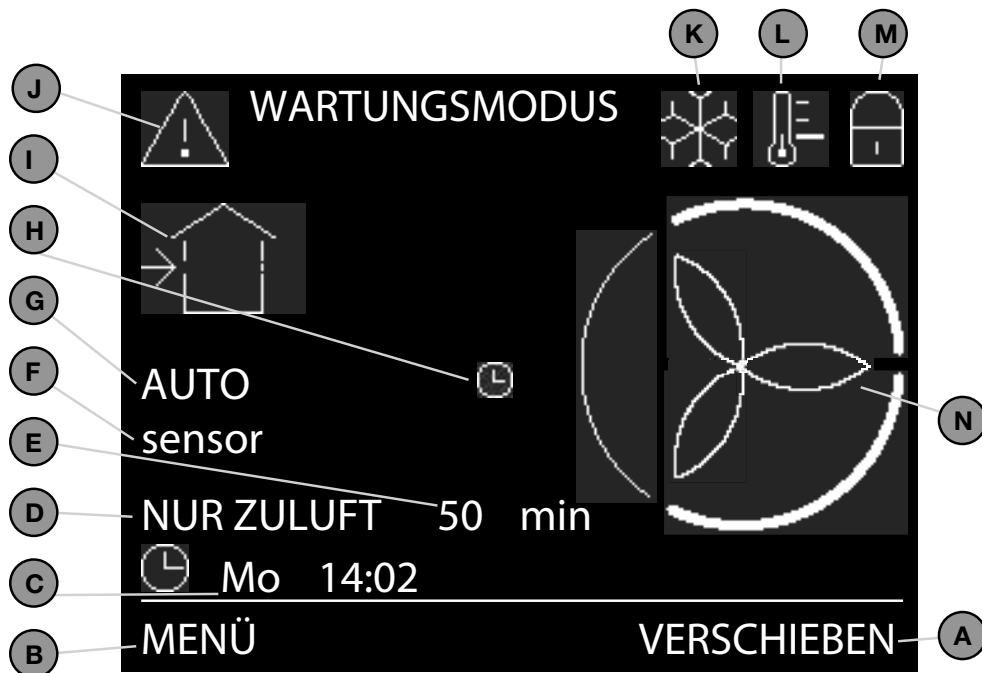 K L M
J WARTUNGSMODUS
I
H
G AUTO
F sensor
E
N
D NUR ZULUFT 50 min
C Mo 14:02
B MENÜ VERSCHIEBEN A